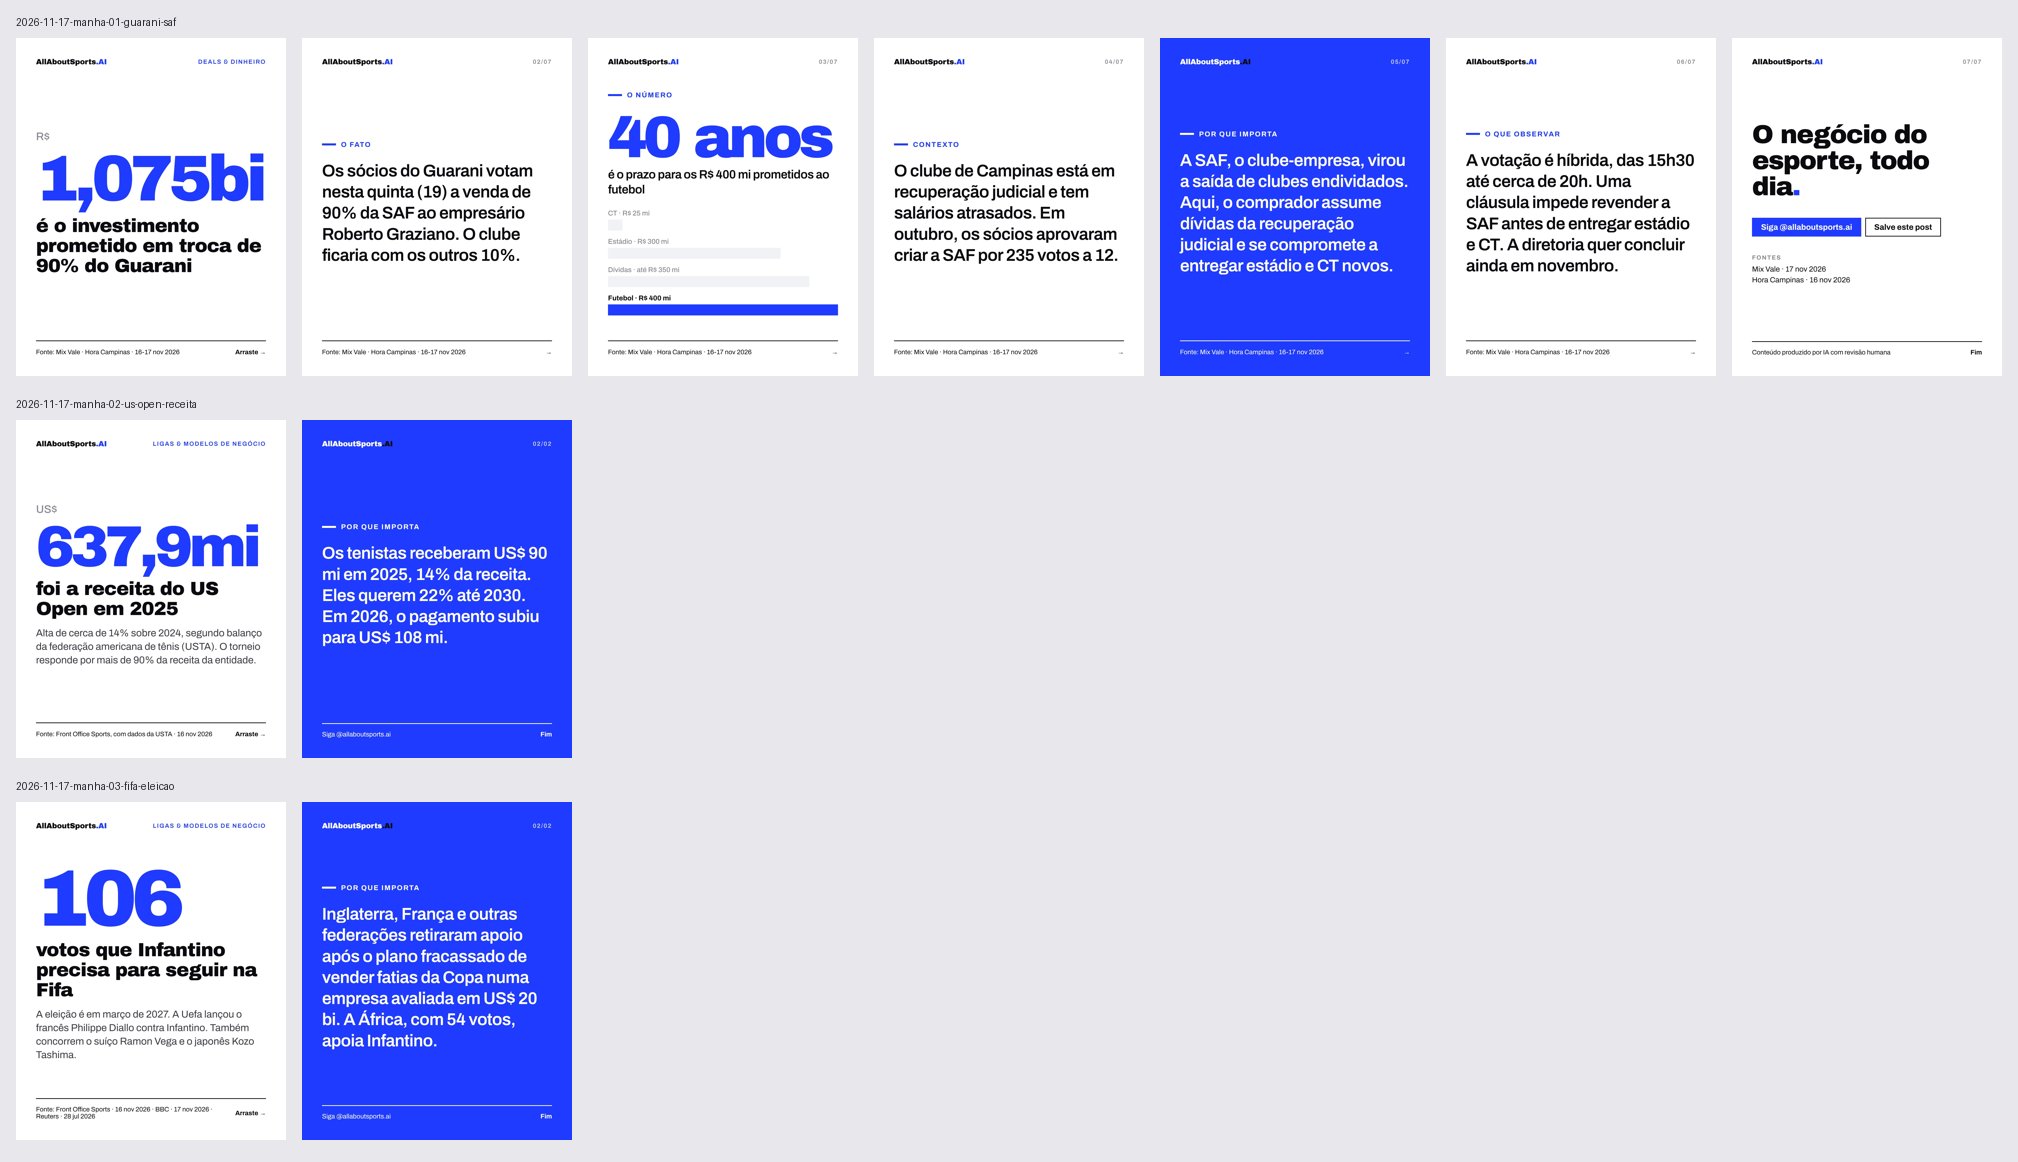 2026-11-17-manha-01-guarani-saf
AllAboutSports.AI
DEALS & DINHEIRO
R$
1,075bi
é o investimento
prometido em troca de
90% do Guarani
Fonte: Mix Vale · Hora Campinas · 16-17 nov 2026
Arraste →
AllAboutSports.AI
02/07
O FATO
Os sócios do Guarani votam
nesta quinta (19) a venda de
90% da SAF ao empresário
Roberto Graziano. O clube
ficaria com os outros 10%.
Fonte: Mix Vale · Hora Campinas · 16-17 nov 2026
→
AllAboutSports.AI
03/07
O NÚMERO
40 anos
é o prazo para os R$ 400 mi prometidos ao
futebol
CT · R$ 25 mi
Estádio · R$ 300 mi
Dívidas · até R$ 350 mi
Futebol · R$ 400 mi
Fonte: Mix Vale · Hora Campinas · 16-17 nov 2026
→
AllAboutSports.AI
04/07
CONTEXTO
O clube de Campinas está em
recuperação judicial e tem
salários atrasados. Em
outubro, os sócios aprovaram
criar a SAF por 235 votos a 12.
Fonte: Mix Vale · Hora Campinas · 16-17 nov 2026
→
AllAboutSports.AI
05/07
POR QUE IMPORTA
A SAF, o clube-empresa, virou
a saída de clubes endividados.
Aqui, o comprador assume
dívidas da recuperação
judicial e se compromete a
entregar estádio e CT novos.
Fonte: Mix Vale · Hora Campinas · 16-17 nov 2026
→
AllAboutSports.AI
06/07
O QUE OBSERVAR
A votação é híbrida, das 15h30
até cerca de 20h. Uma
cláusula impede revender a
SAF antes de entregar estádio
e CT. A diretoria quer concluir
ainda em novembro.
Fonte: Mix Vale · Hora Campinas · 16-17 nov 2026
→
AllAboutSports.AI
07/07
O negócio do
esporte, todo
dia.
Siga @allaboutsports.ai
Salve este post
FONTES
Mix Vale · 17 nov 2026
Hora Campinas · 16 nov 2026
Conteúdo produzido por IA com revisão humana
Fim
2026-11-17-manha-02-us-open-receita
AllAboutSports.AI
LIGAS & MODELOS DE NEGÓCIO
US$
637,9mi
foi a receita do US
Open em 2025
Alta de cerca de 14% sobre 2024, segundo balanço
da federação americana de tênis (USTA). O torneio
responde por mais de 90% da receita da entidade.
Fonte: Front Office Sports, com dados da USTA · 16 nov 2026
Arraste →
AllAboutSports.AI
02/02
POR QUE IMPORTA
Os tenistas receberam US$ 90
mi em 2025, 14% da receita.
Eles querem 22% até 2030.
Em 2026, o pagamento subiu
para US$ 108 mi.
Siga @allaboutsports.ai
Fim
2026-11-17-manha-03-fifa-eleicao
AllAboutSports.AI
LIGAS & MODELOS DE NEGÓCIO
106
votos que Infantino
precisa para seguir na
Fifa
A eleição é em março de 2027. A Uefa lançou o
francês Philippe Diallo contra Infantino. Também
concorrem o suíço Ramon Vega e o japonês Kozo
Tashima.
Fonte: Front Office Sports · 16 nov 2026 · BBC · 17 nov 2026 ·
Reuters · 28 jul 2026
Arraste →
AllAboutSports.AI
02/02
POR QUE IMPORTA
Inglaterra, França e outras
federações retiraram apoio
após o plano fracassado de
vender fatias da Copa numa
empresa avaliada em US$ 20
bi. A África, com 54 votos,
apoia Infantino.
Siga @allaboutsports.ai
Fim